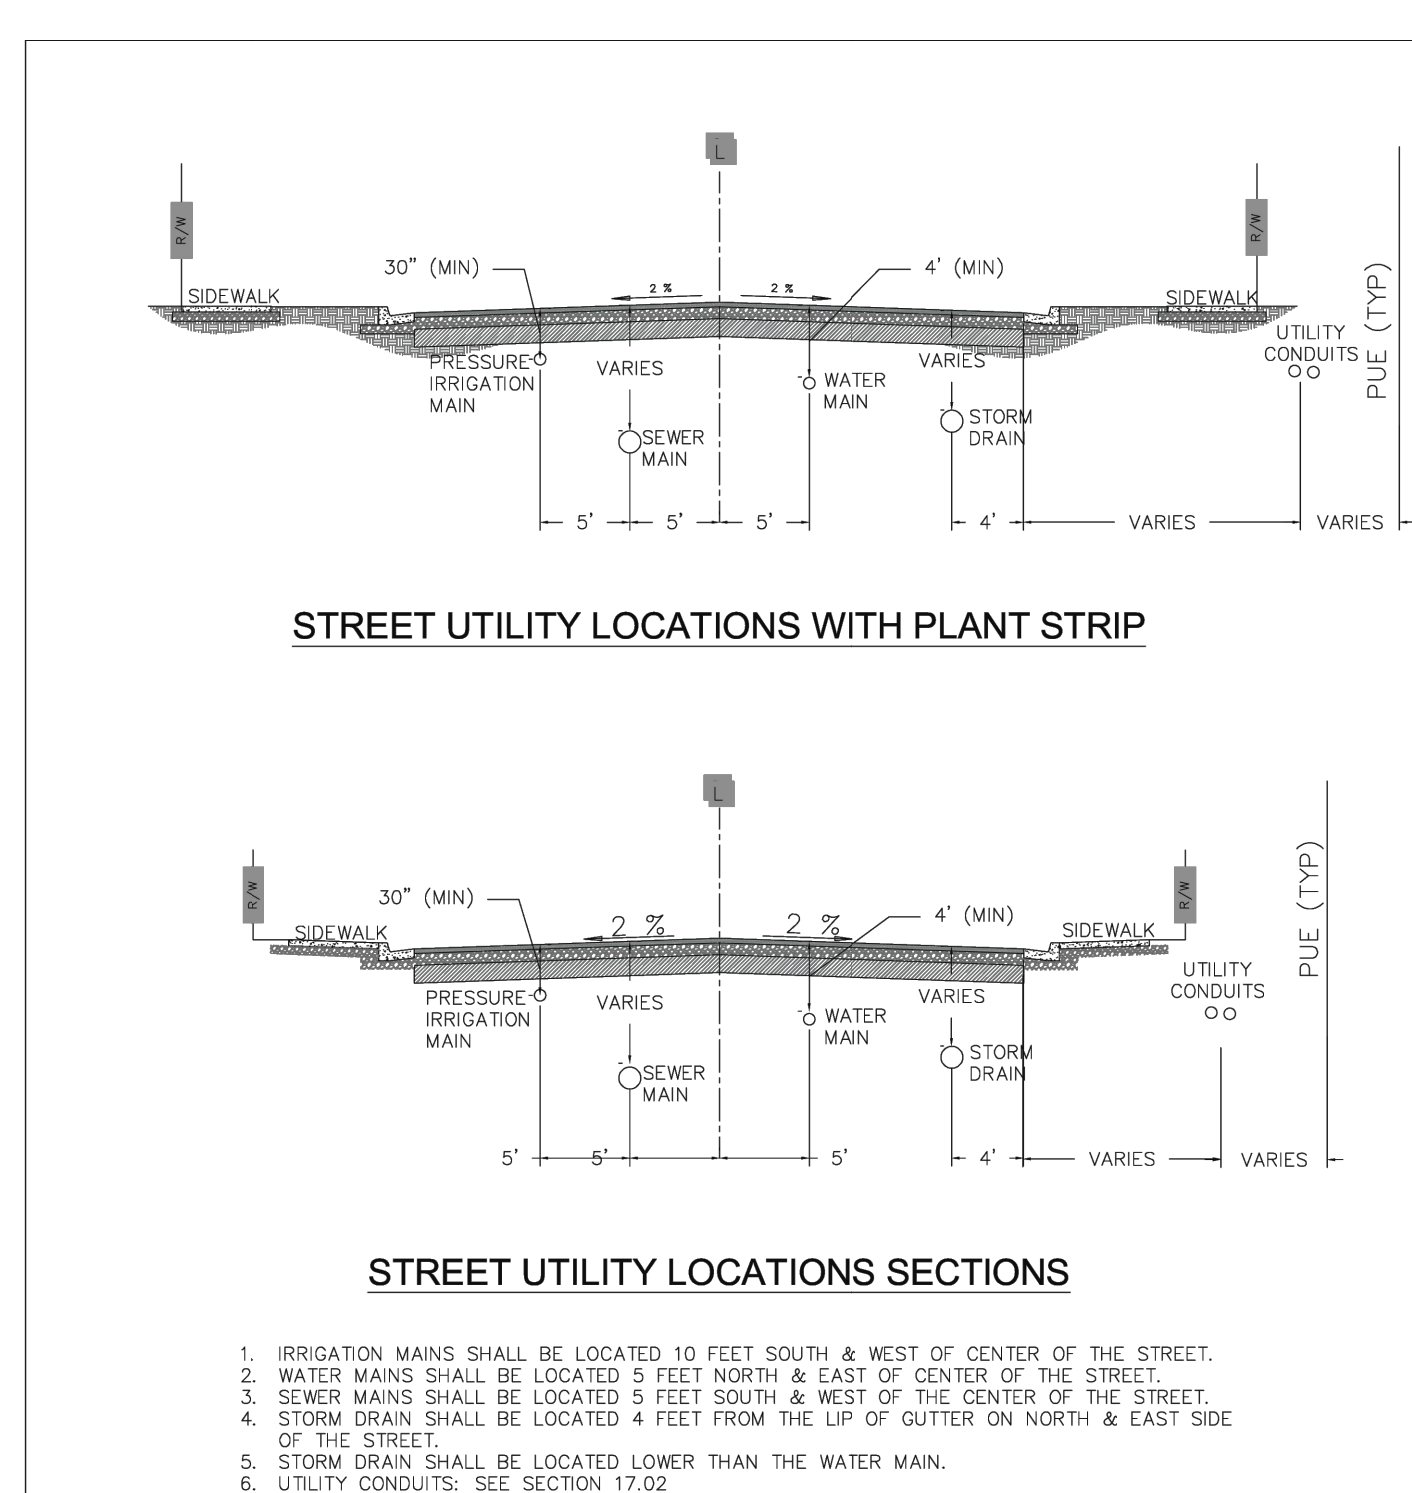 L
R/W
R/W
30" (MIN)
4' (MIN)
2 %
2 %
SIDEWALK
SIDEWALK
PUE (TYP)
UTILITY
CONDUITS
PRESSURE
IRRIGATION
MAIN
VARIES
VARIES
WATER
MAIN
STORM
DRAIN
SEWER
MAIN
5'
5'
5'
4'
VARIES
VARIES
STREET UTILITY LOCATIONS WITH PLANT STRIP
L
R/W
R/W
30" (MIN)
4' (MIN)
2 %
2 %
SIDEWALK
SIDEWALK
PUE (TYP)
UTILITY
CONDUITS
PRESSURE
IRRIGATION
MAIN
VARIES
VARIES
WATER
MAIN
STORM
DRAIN
SEWER
MAIN
5'
5'
5'
4'
VARIES
VARIES
STREET UTILITY LOCATIONS SECTIONS
1. IRRIGATION MAINS SHALL BE LOCATED 10 FEET SOUTH & WEST OF CENTER OF THE STREET.
2. WATER MAINS SHALL BE LOCATED 5 FEET NORTH & EAST OF CENTER OF THE STREET.
3. SEWER MAINS SHALL BE LOCATED 5 FEET SOUTH & WEST OF THE CENTER OF THE STREET.
4. STORM DRAIN SHALL BE LOCATED 4 FEET FROM THE LIP OF GUTTER ON NORTH & EAST SIDE
OF THE STREET.
5. STORM DRAIN SHALL BE LOCATED LOWER THAN THE WATER MAIN.
6. UTILITY CONDUITS: SEE SECTION 17.02